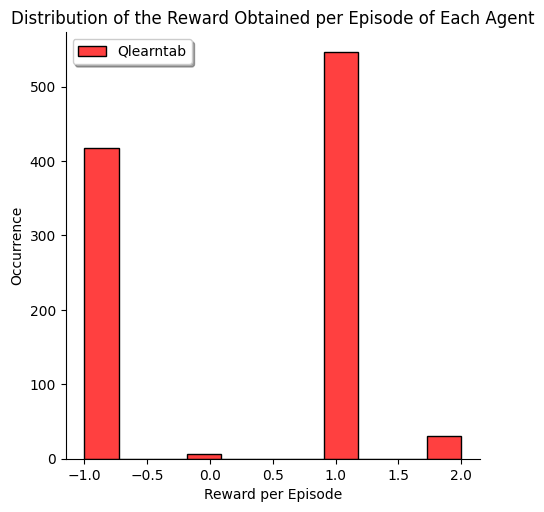 Distribution of the Reward Obtained per Episode of Each Agent
Qlearntab
500
400
300
200
100
0
Occurrence
−1.0 −0.5 0.0 0.5 1.0 1.5 2.0
Reward per Episode